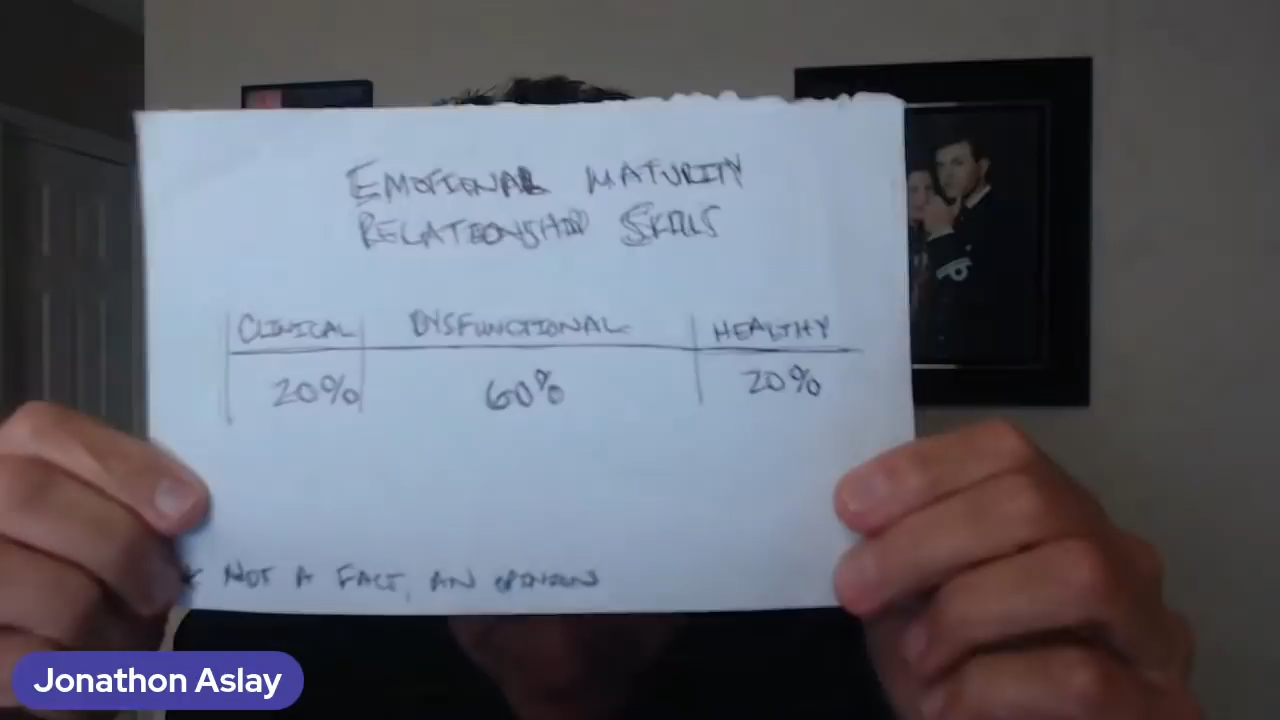 EMOTIONAL MATURITY
RELATIONSHIP SKILLS
CLINICAL DYSFUNCTIONAL HEALTHY
20% 60% 20%
* NOT A FACT, AN OPINION
Jonathon Aslay